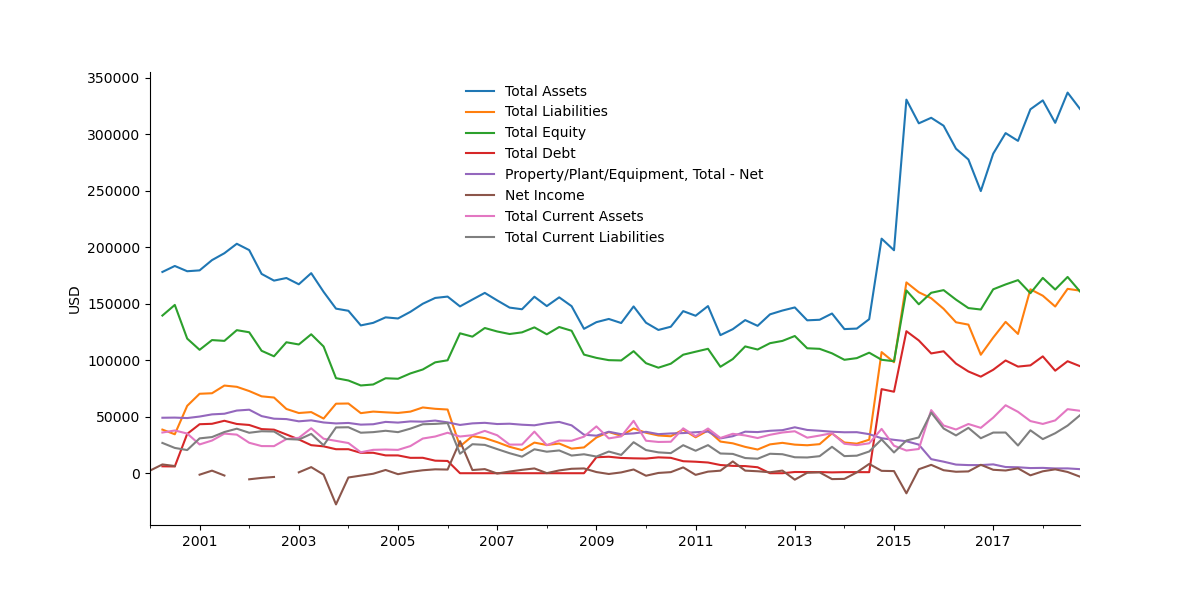 350000
300000
250000
200000
150000
100000
50000
0
USD
Total Assets
Total Liabilities
Total Equity
Total Debt
Property/Plant/Equipment, Total - Net
Net Income
Total Current Assets
Total Current Liabilities
2001 2003 2005 2007 2009 2011 2013 2015 2017